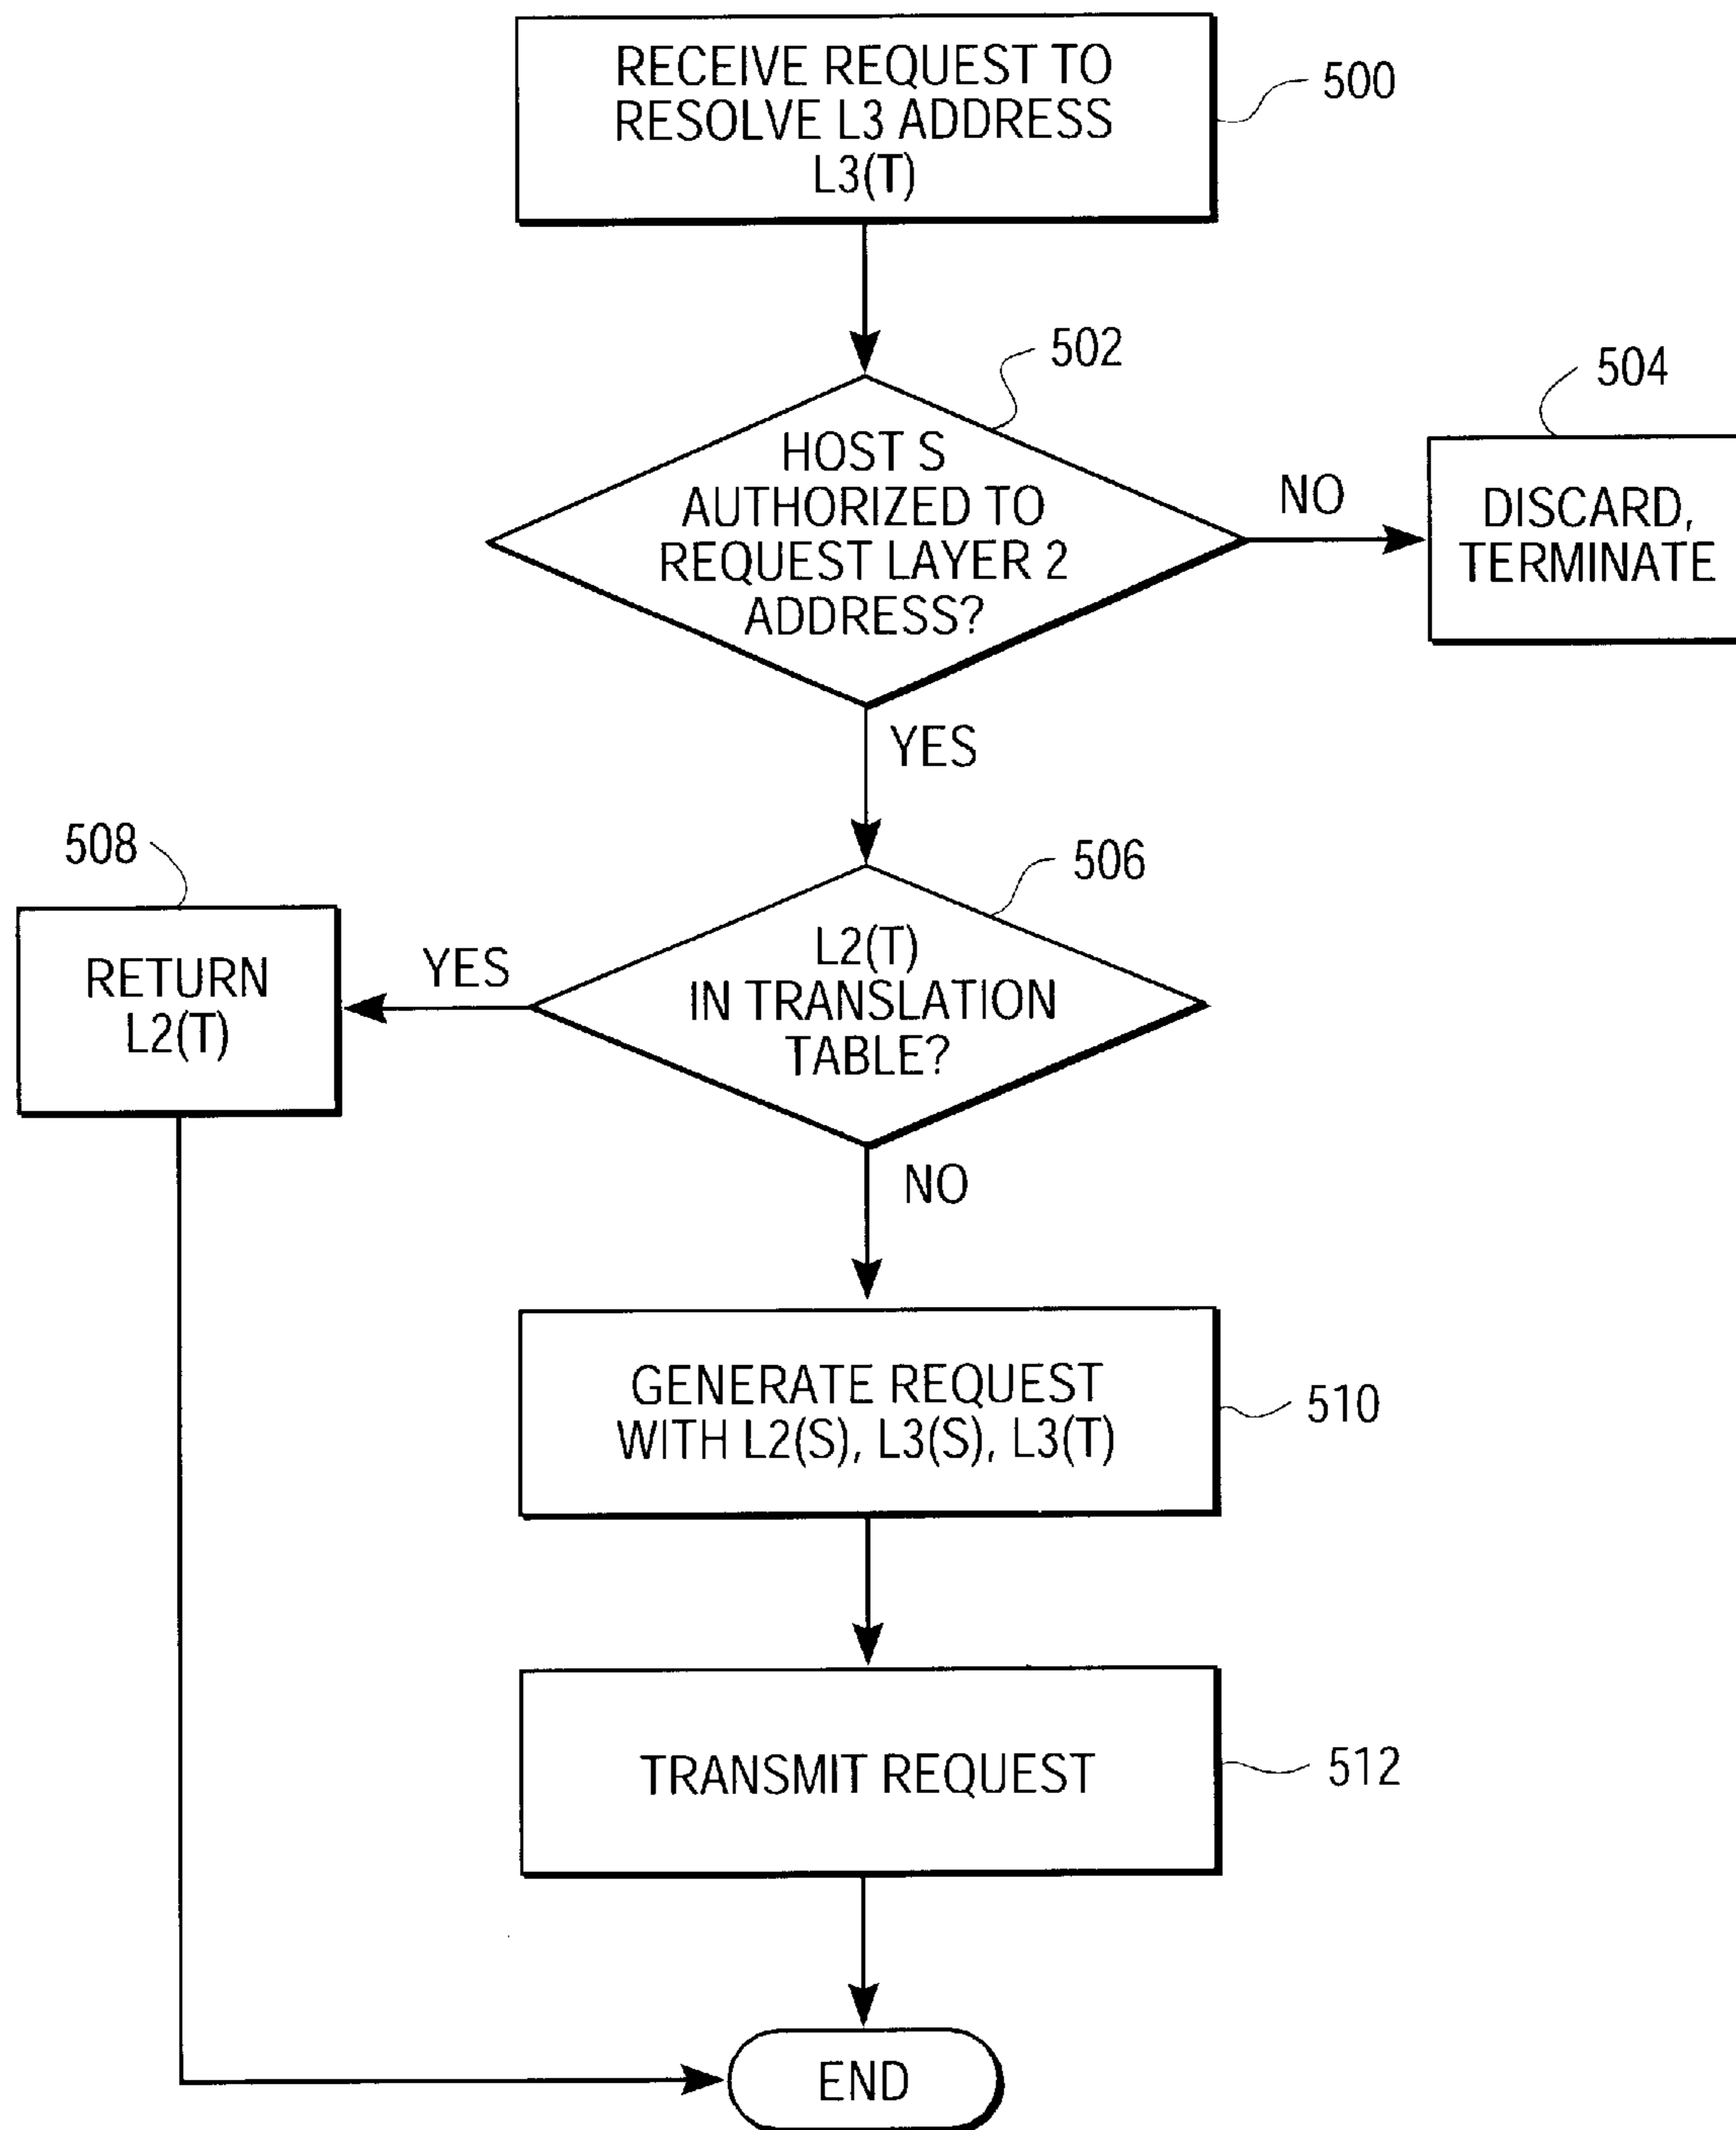 RECEIVE REQUEST TO
RESOLVE L3 ADDRESS
L3(T)
500
502
HOST S
AUTHORIZED TO
REQUEST LAYER 2
ADDRESS?
NO
504
DISCARD,
TERMINATE
YES
506
L2(T)
IN TRANSLATION
TABLE?
YES
508
RETURN
L2(T)
NO
GENERATE REQUEST
WITH L2(S), L3(S), L3(T)
510
TRANSMIT REQUEST
512
END